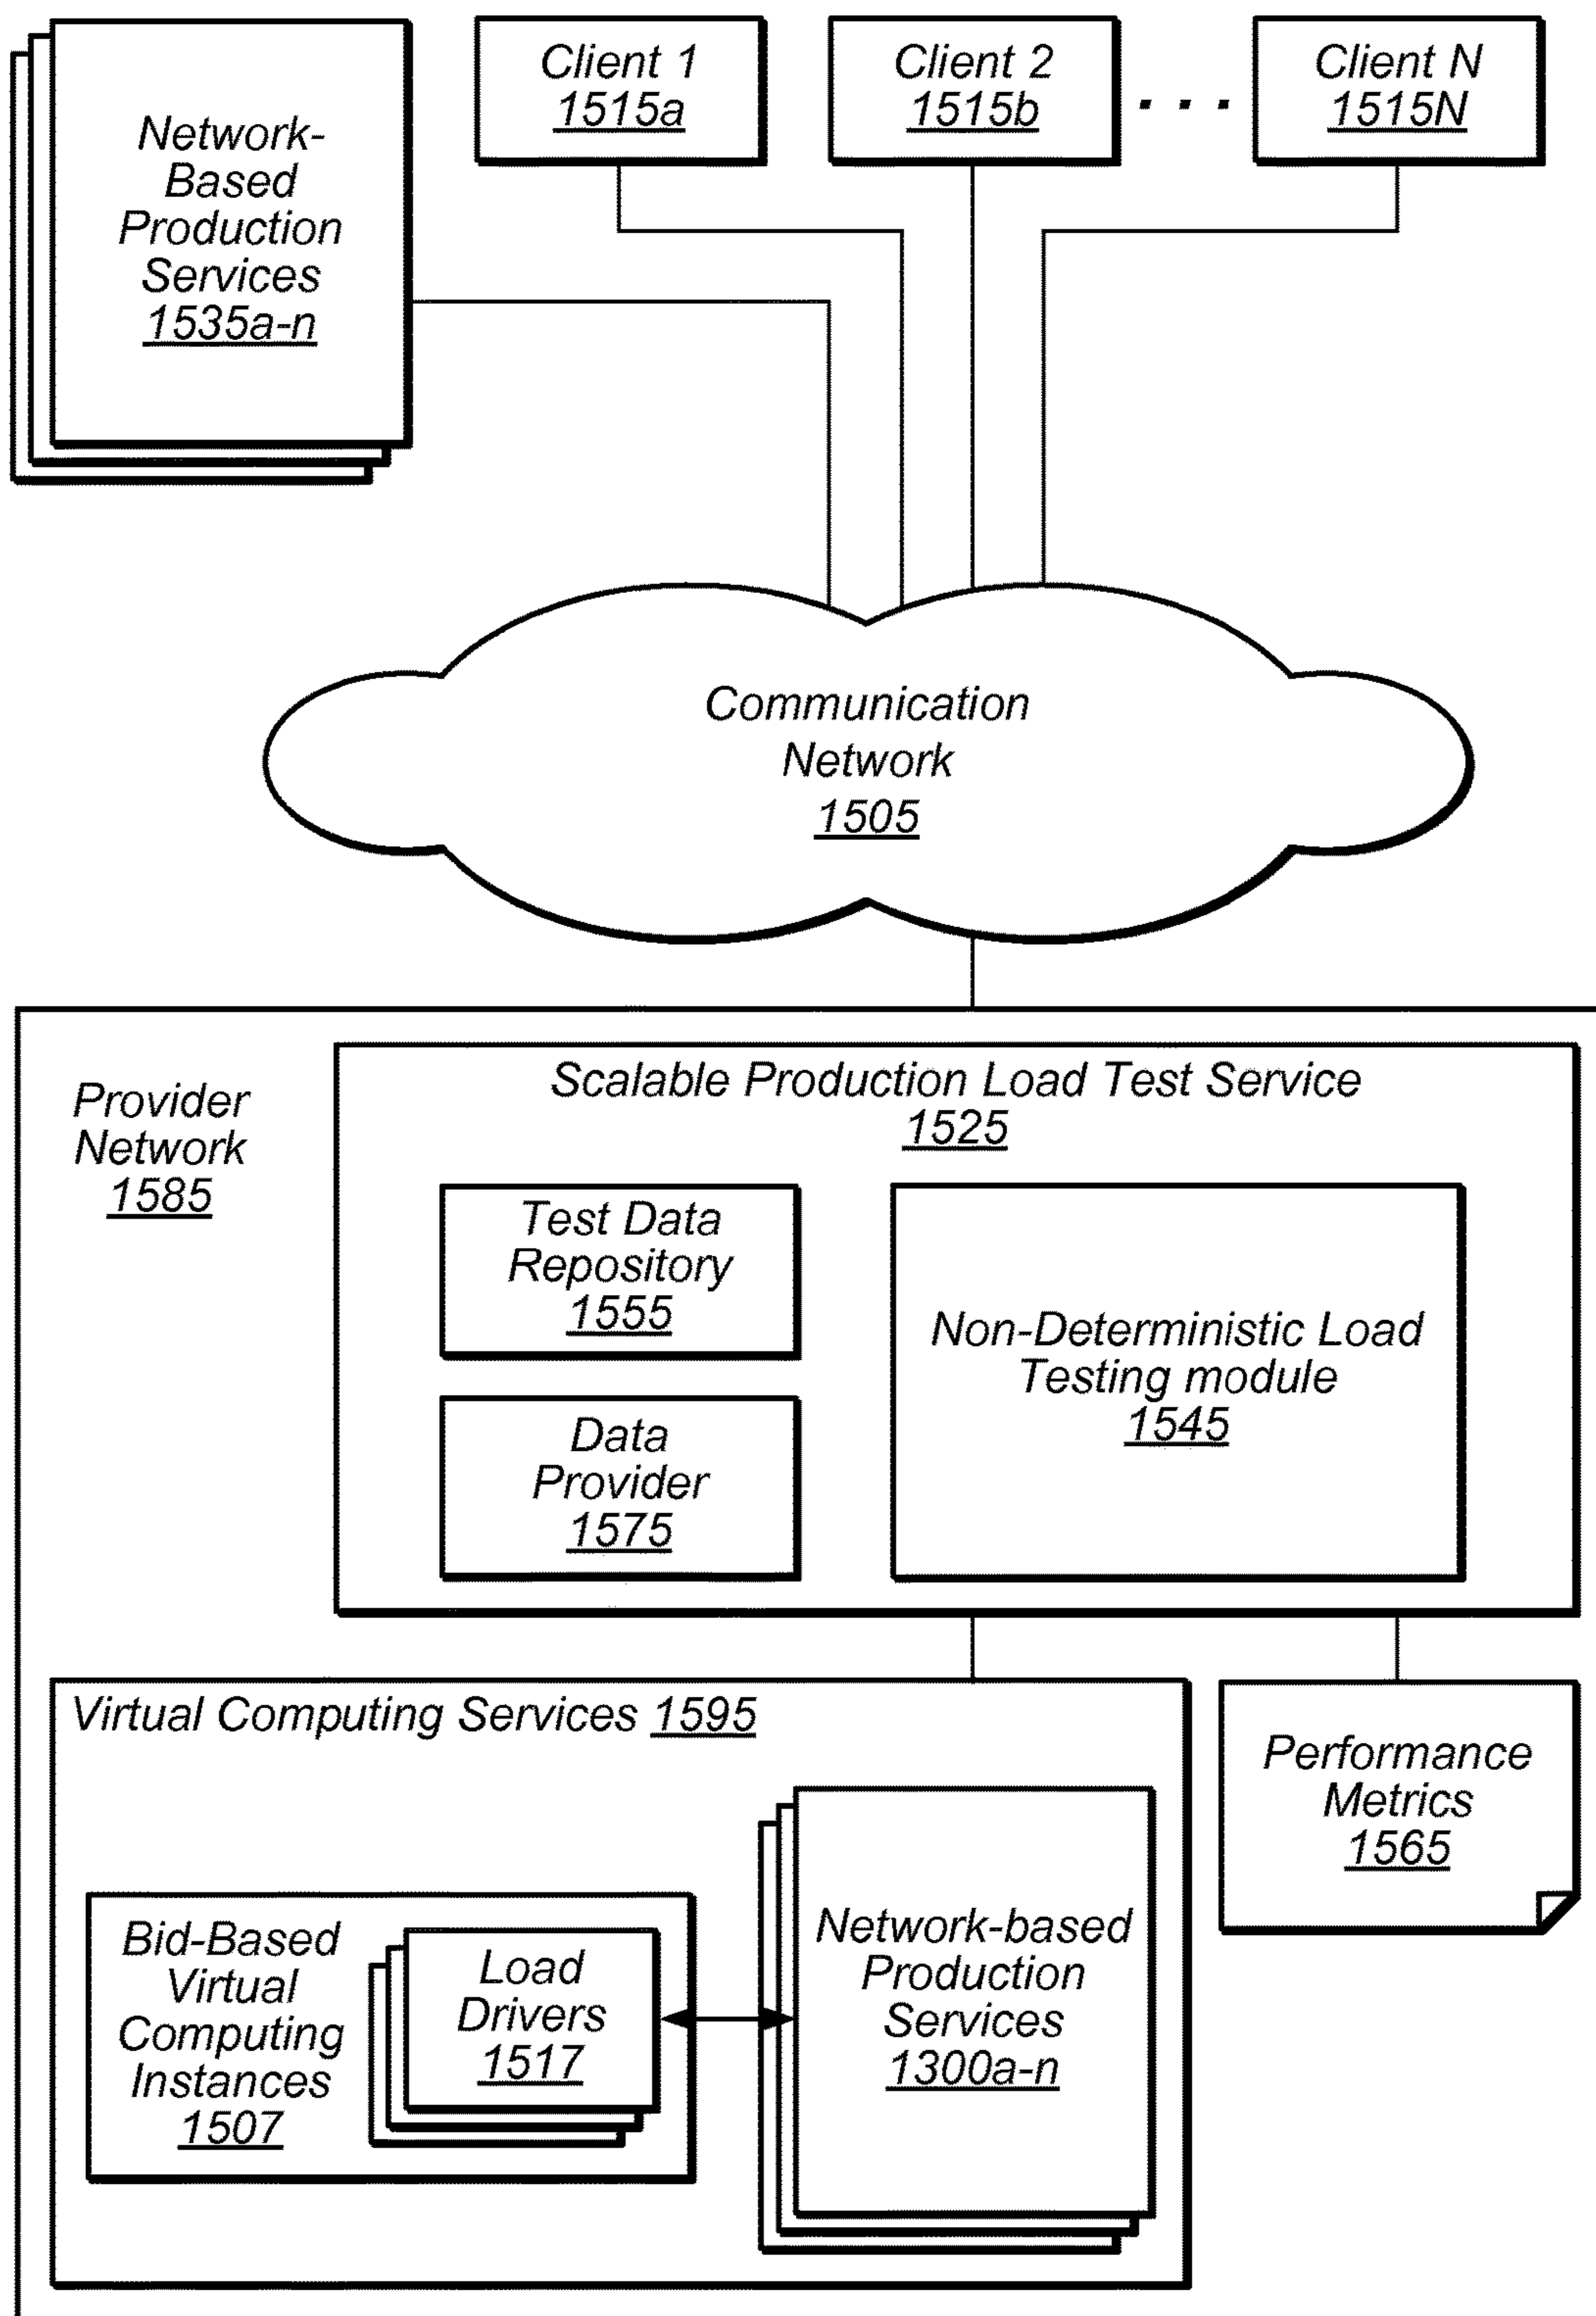 Network-
Based
Production
Services
1535a-n
Client 1
1515a
Client 2
1515b
. . .
Client N
1515N
Communication
Network
1505
Provider
Network
1585
Scalable Production Load Test Service
1525
Test Data
Repository
1555
Data
Provider
1575
Non-Deterministic Load
Testing module
1545
Virtual Computing Services 1595
Bid-Based
Virtual
Computing
Instances
1507
Load
Drivers
1517
Network-based
Production
Services
1300a-n
Performance
Metrics
1565